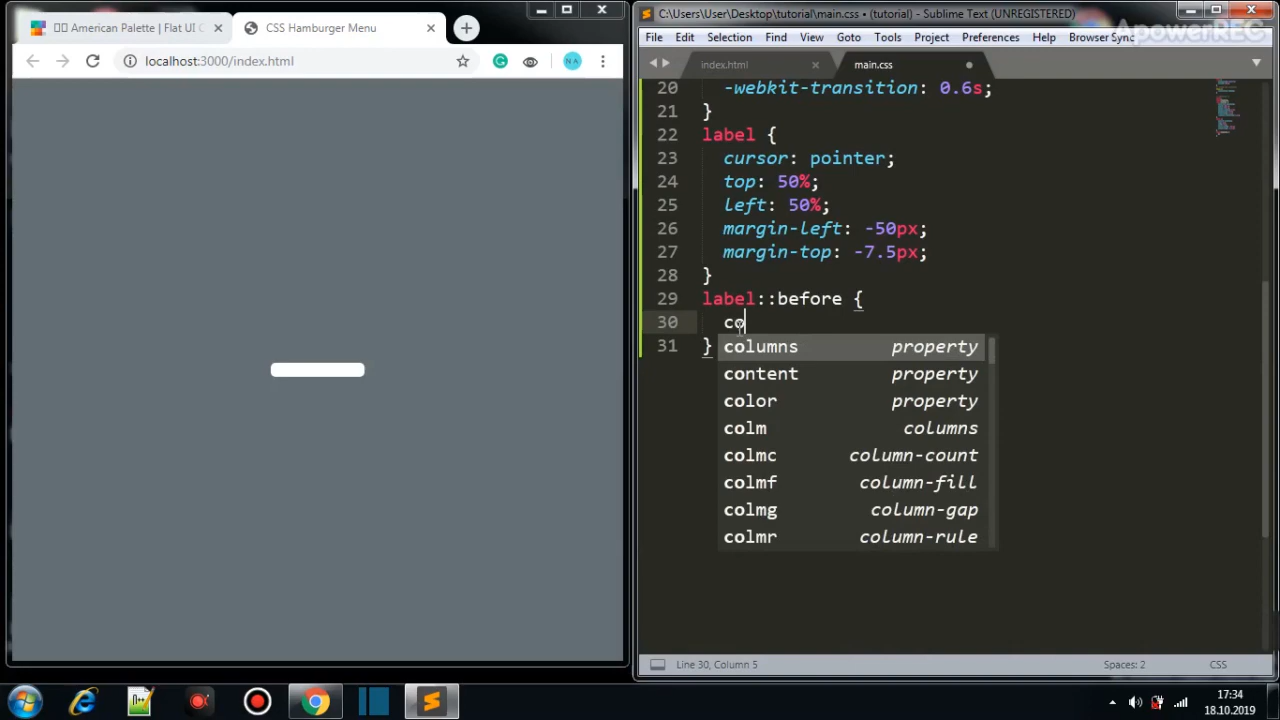 American Palette | Flat UI C
CSS Hamburger Menu
localhost:3000/index.html
NA
C:\Users\User\Desktop\tutorial\main.css • (tutorial) - Sublime Text (UNREGISTERED)
ApowerREC
File Edit Selection Find View Goto Tools Project Preferences Help Browser Sync
index.html
main.css
20 -webkit-transition: 0.6s;
21 }
22 label {
23 cursor: pointer;
24 top: 50%;
25 left: 50%;
26 margin-left: -50px;
27 margin-top: -7.5px;
28 }
29 label::before {
30 co
31 }
columns property
content property
color property
colm columns
colmc column-count
colmf column-fill
colmg column-gap
colmr column-rule
Line 30, Column 5
Spaces: 2
CSS
17:34
18.10.2019